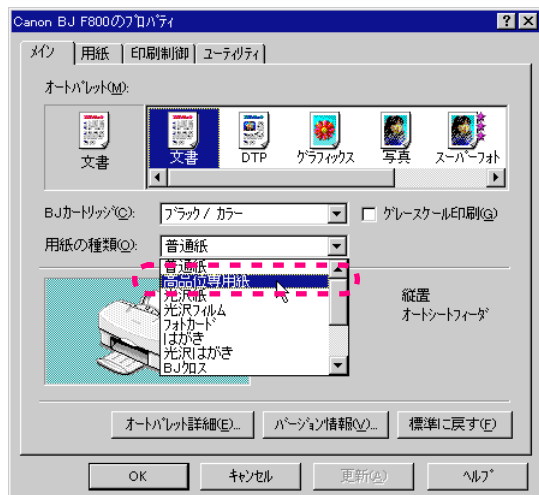 Canon BJ F800のﾌﾟﾛﾊﾟﾃｨ
ﾒｲﾝ 用紙 印刷制御 ﾕｰﾃｨﾘﾃｨ
ｵｰﾄﾊﾟﾚｯﾄ(M):
文書 文書 DTP ｸﾞﾗﾌｨｯｸｽ 写真 ｽｰﾊﾟｰﾌｫﾄ
BJｶｰﾄﾘｯｼﾞ(C): ﾌﾞﾗｯｸ / ｶﾗｰ ｸﾞﾚｰｽｹｰﾙ印刷(G)
用紙の種類(O): 普通紙
普通紙
高品位専用紙
光沢紙
光沢ﾌｨﾙﾑ
ﾌｫﾄｶｰﾄﾞ
はがき
光沢はがき
BJｸﾛｽ
縦置
ｵｰﾄｼｰﾄﾌｨｰﾀﾞ
ｵｰﾄﾊﾟﾚｯﾄ詳細(E)... ﾊﾞｰｼﾞｮﾝ情報(V)... 標準に戻す(F)
OK ｷｬﾝｾﾙ 更新(A) ﾍﾙﾌﾟ